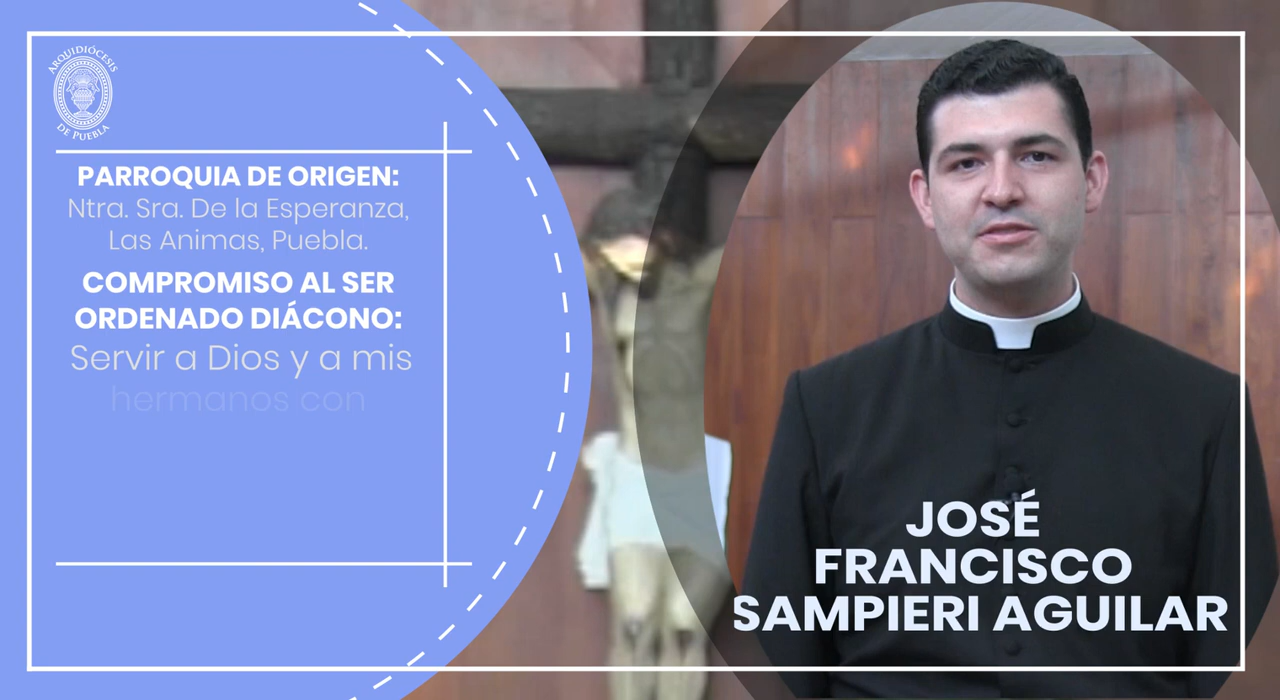 ARQUIDIÓCESIS
DE PUEBLA
PARROQUIA DE ORIGEN:
Ntra. Sra. De la Esperanza,
Las Animas, Puebla.
COMPROMISO AL SER
ORDENADO DIÁCONO:
Servir a Dios y a mis
hermanos con
JOSÉ
FRANCISCO
SAMPIERI AGUILAR